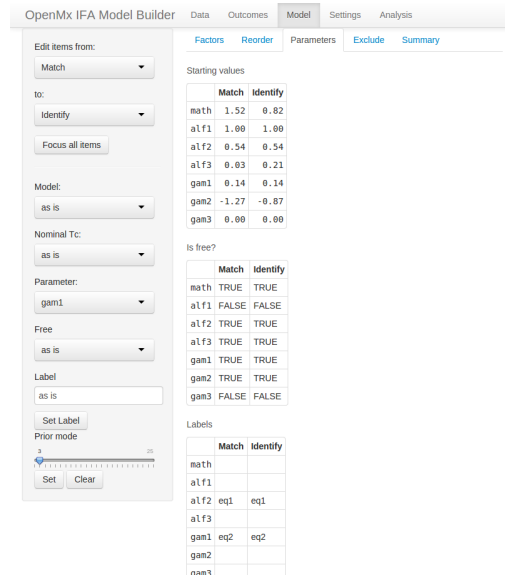 OpenMx IFA Model Builder Data Outcomes Model Settings Analysis
Edit items from:
Match
to:
Identify
Focus all items
Model:
as is
Nominal Tc:
as is
Parameter:
gam1
Free
as is
Label
as is
Set Label
Prior mode
3 25
Set Clear
Factors Reorder Parameters Exclude Summary
Starting values
Match Identify
math 1.52 0.82
alf1 1.00 1.00
alf2 0.54 0.54
alf3 0.03 0.21
gam1 0.14 0.14
gam2 -1.27 -0.87
gam3 0.00 0.00
Is free?
Match Identify
math TRUE TRUE
alf1 FALSE FALSE
alf2 TRUE TRUE
alf3 TRUE TRUE
gam1 TRUE TRUE
gam2 TRUE TRUE
gam3 FALSE FALSE
Labels
Match Identify
math
alf1
alf2 eq1 eq1
alf3
gam1 eq2 eq2
gam2
gam3